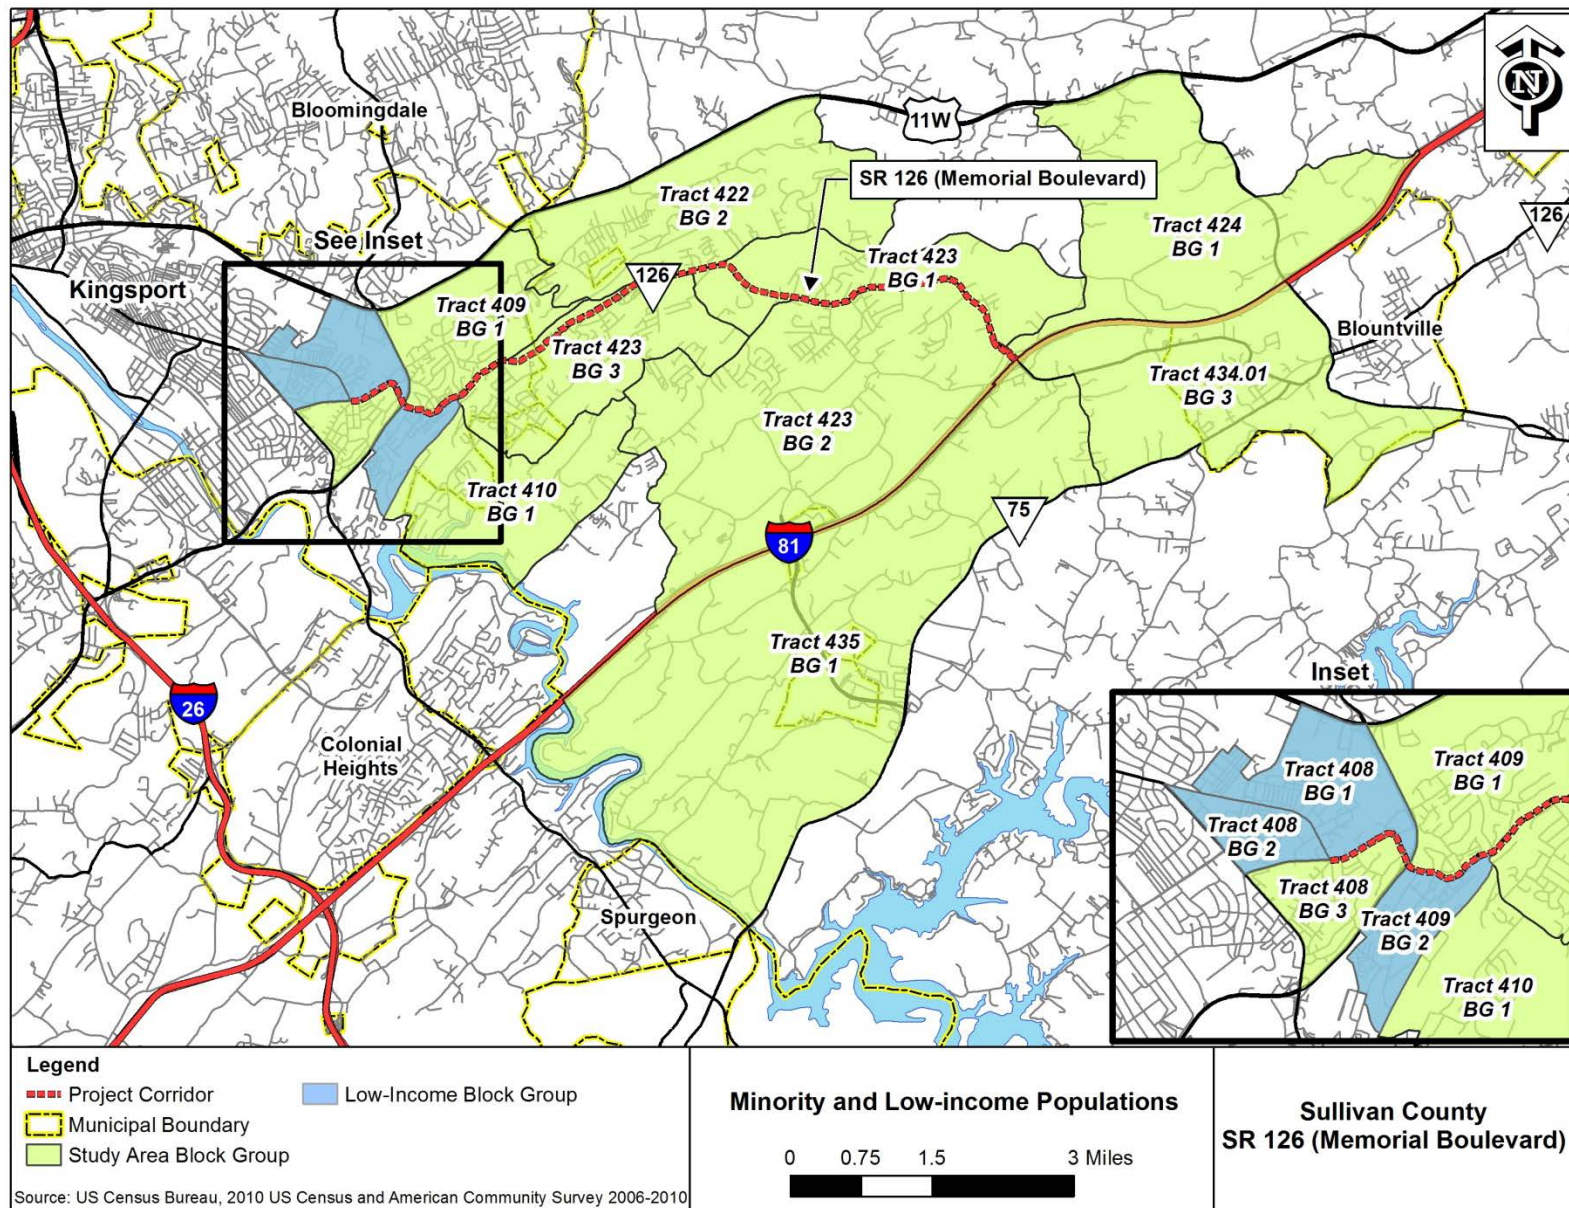 N
Bloomingdale
11W
SR 126 (Memorial Boulevard)
Tract 422
BG 2
126
See Inset
Tract 424
BG 1
Tract 423
BG 1
Kingsport
126
Tract 409
BG 1
Blountville
Tract 423
BG 3
Tract 434.01
BG 3
Tract 423
BG 2
Tract 410
BG 1
75
81
Tract 435
BG 1
Inset
26
Colonial
Heights
Tract 408
BG 1
Tract 409
BG 1
Tract 408
BG 2
Tract 408
BG 3
Tract 409
BG 2
Spurgeon
Tract 410
BG 1
Legend
Project Corridor
Low-Income Block Group
Municipal Boundary
Study Area Block Group
Source: US Census Bureau, 2010 US Census and American Community Survey 2006-2010
Minority and Low-income Populations
0 0.75 1.5 3 Miles
Sullivan County
SR 126 (Memorial Boulevard)